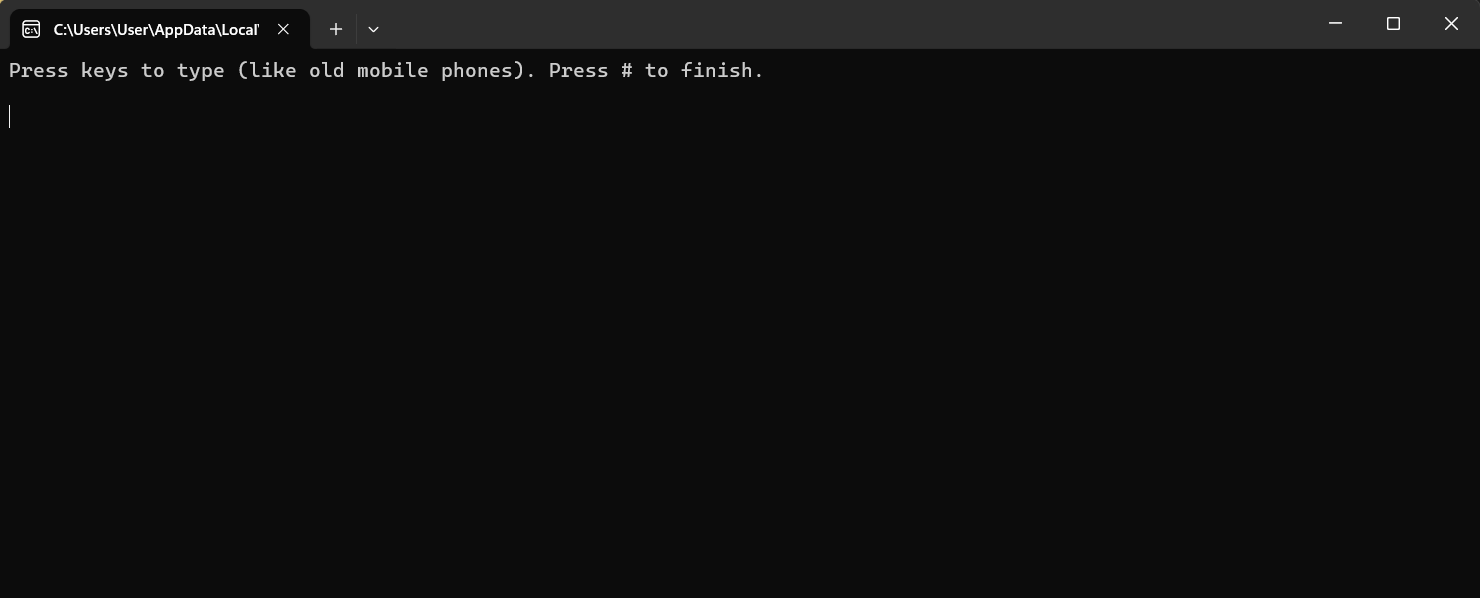 C:\Users\User\AppData\Local\
Press keys to type (like old mobile phones). Press # to finish.